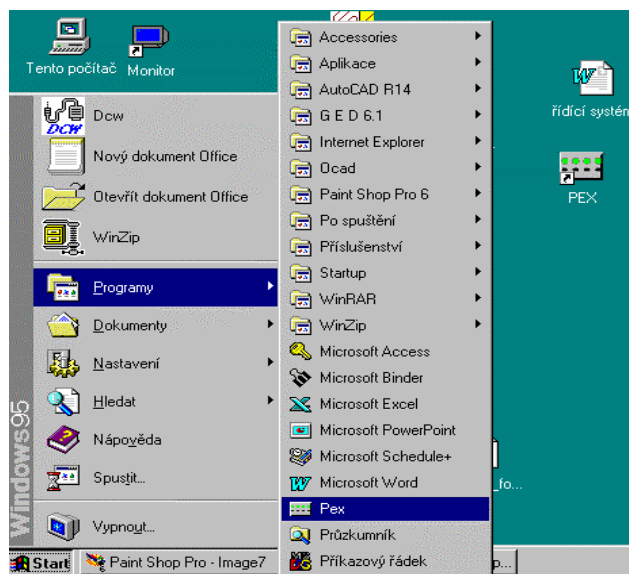 Tento počítač
Monitor
řídící systén
PEX
Dcw
DCW
Nový dokument Office
Otevřít dokument Office
WinZip
Programy
Dokumenty
Nastavení
Hledat
Nápověda
Spustit...
Vypnout...
Windows95
Accessories
Aplikace
AutoCAD R14
G E D 6.1
Internet Explorer
Ocad
Paint Shop Pro 6
Po spuštění
Příslušenství
Startup
WinRAR
WinZip
Microsoft Access
Microsoft Binder
Microsoft Excel
Microsoft PowerPoint
Microsoft Schedule+
Microsoft Word
Pex
Průzkumník
Příkazový řádek
_fo...
Start
Paint Shop Pro - Image7
p...